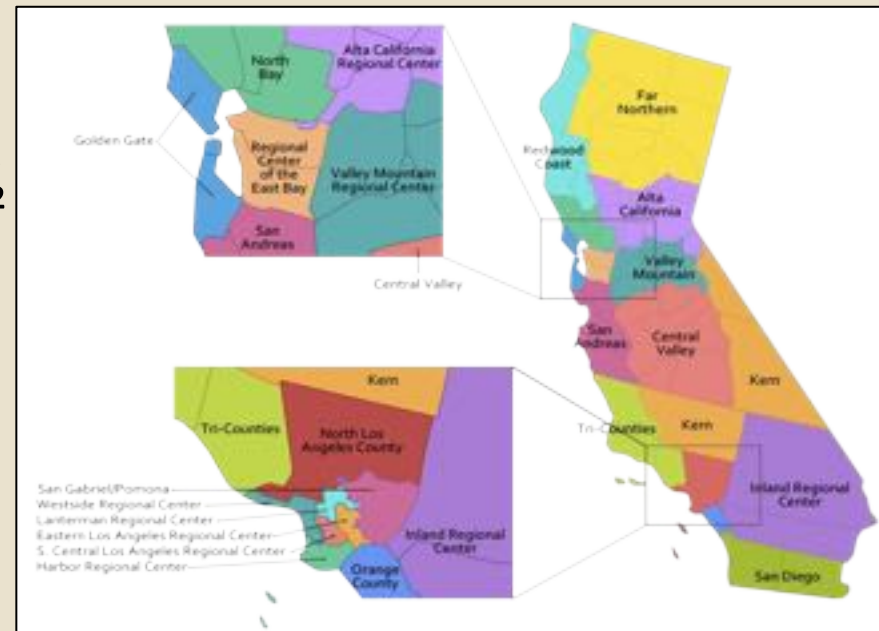 North
Bay
Alta California
Regional Center
Golden Gate
Regional
Center
of the
East Bay
Valley Mountain
Regional Center
San
Andreas
Central Valley
Far
Northern
Redwood
Coast
Alta
California
Valley
Mountain
San
Andreas
Central
Valley
Kern
Tri-Counties
Kern
Inland Regional
Center
San Diego
Kern
Tri-Counties
North Los
Angeles County
San Gabriel/Pomona
Westside Regional Center
Lanterman Regional Center
Eastern Los Angeles Regional Center
S. Central Los Angeles Regional Center
Harbor Regional Center
Inland Regional
Center
Orange
County